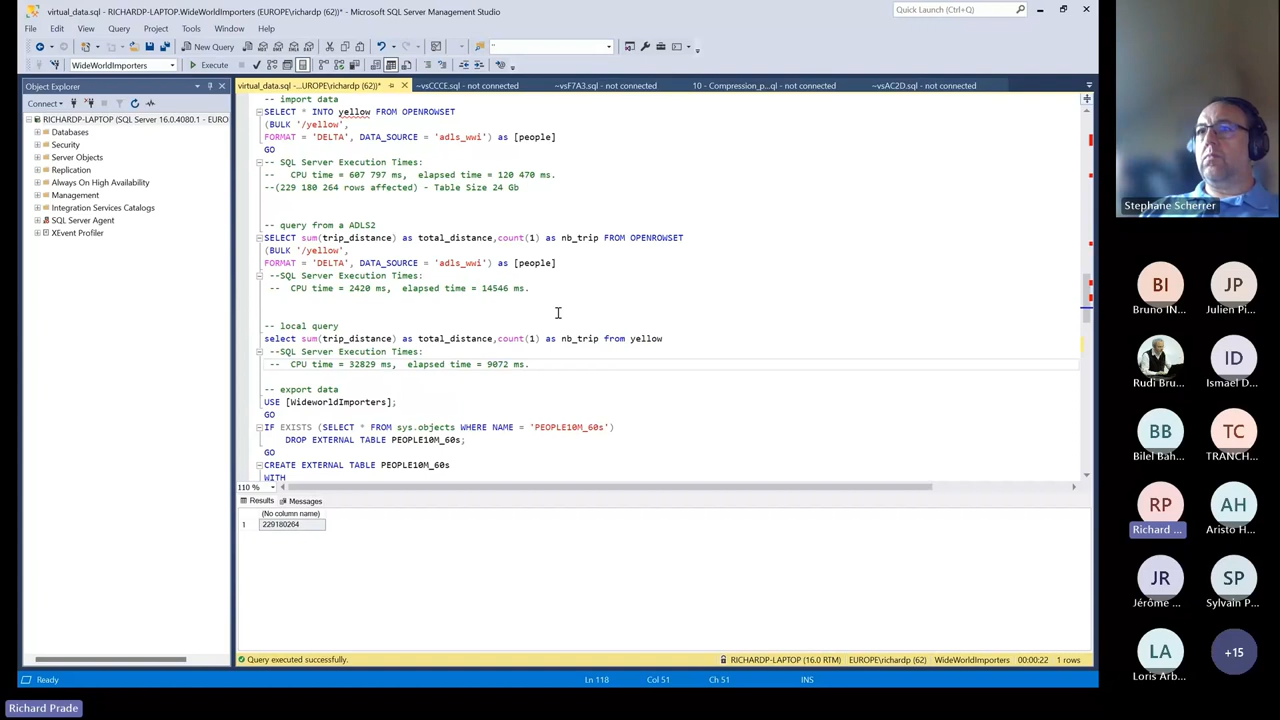 virtual_data.sql - RICHARDP-LAPTOP.WideWorldImporters (EUROPE\richardp (62))* - Microsoft SQL Server Management Studio
Quick Launch (Ctrl+Q)
File Edit View Query Project Tools Window Help
New Query
WideWorldImporters
Execute
Object Explorer
virtual_data.sql -...UROPE\richardp (62))*
~vsCCCE.sql - not connected
~vsF7A3.sql - not connected
10 - Compression_p...ql - not connected
~vsAC2D.sql - not connected
Connect
RICHARDP-LAPTOP (SQL Server 16.0.4080.1 - EURO
Databases
Security
Server Objects
Replication
Always On High Availability
Management
Integration Services Catalogs
SQL Server Agent
XEvent Profiler
-- import data
SELECT * INTO yellow FROM OPENROWSET
(BULK '/yellow',
FORMAT = 'DELTA', DATA_SOURCE = 'adls_wwi') as [people]
GO
-- SQL Server Execution Times:
-- CPU time = 607 797 ms, elapsed time = 120 470 ms.
--(229 180 264 rows affected) - Table Size 24 Gb
-- query from a ADLS2
SELECT sum(trip_distance) as total_distance,count(1) as nb_trip FROM OPENROWSET
(BULK '/yellow',
FORMAT = 'DELTA', DATA_SOURCE = 'adls_wwi') as [people]
--SQL Server Execution Times:
-- CPU time = 2420 ms, elapsed time = 14546 ms.
-- local query
select sum(trip_distance) as total_distance,count(1) as nb_trip from yellow
--SQL Server Execution Times:
-- CPU time = 32829 ms, elapsed time = 9072 ms.
-- export data
USE [WideworldImporters];
GO
IF EXISTS (SELECT * FROM sys.objects WHERE NAME = 'PEOPLE10M_60s')
DROP EXTERNAL TABLE PEOPLE10M_60s;
GO
CREATE EXTERNAL TABLE PEOPLE10M_60s
WITH
110 %
Results Messages
(No column name)
1 229180264
Query executed successfully.
RICHARDP-LAPTOP (16.0 RTM) EUROPE\richardp (62) WideWorldImporters 00:00:22 1 rows
Ready
Ln 118 Col 51 Ch 51 INS
Richard Prade
Stephane Scherrer
BI
Bruno IN...
JP
Julien Pi...
Rudi Bru...
ID
Ismael D...
BB
Bilel Bah...
TC
TRANCH...
RP
Richard ...
AH
Aristo H...
JR
Jérôme ...
SP
Sylvain P...
LA
Loris Arb...
+15